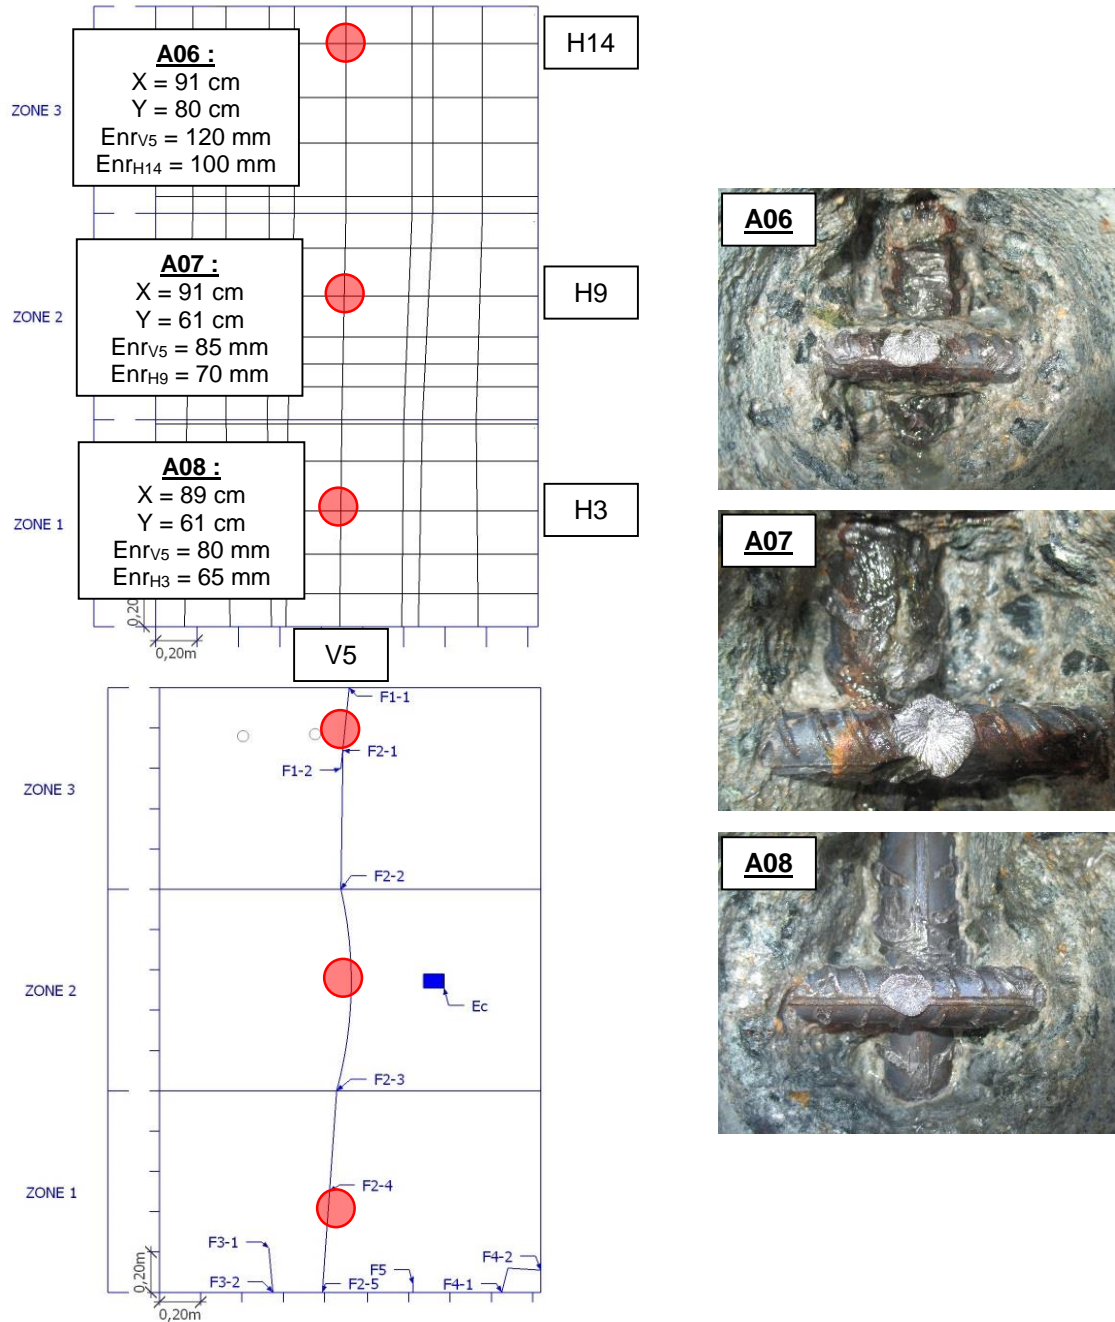 A06 :
X = 91 cm
Y = 80 cm
EnrV5 = 120 mm
EnrH14 = 100 mm
H14
ZONE 3
A07 :
X = 91 cm
Y = 61 cm
EnrV5 = 85 mm
EnrH9 = 70 mm
H9
ZONE 2
A08 :
X = 89 cm
Y = 61 cm
EnrV5 = 80 mm
EnrH3 = 65 mm
H3
ZONE 1
0,20m
V5
A06
A07
A08
F1-1
F2-1
F1-2
ZONE 3
F2-2
ZONE 2
Ec
F2-3
ZONE 1
F2-4
F3-1
F3-2
F2-5
F5
F4-1
F4-2
0,20m
0,20m